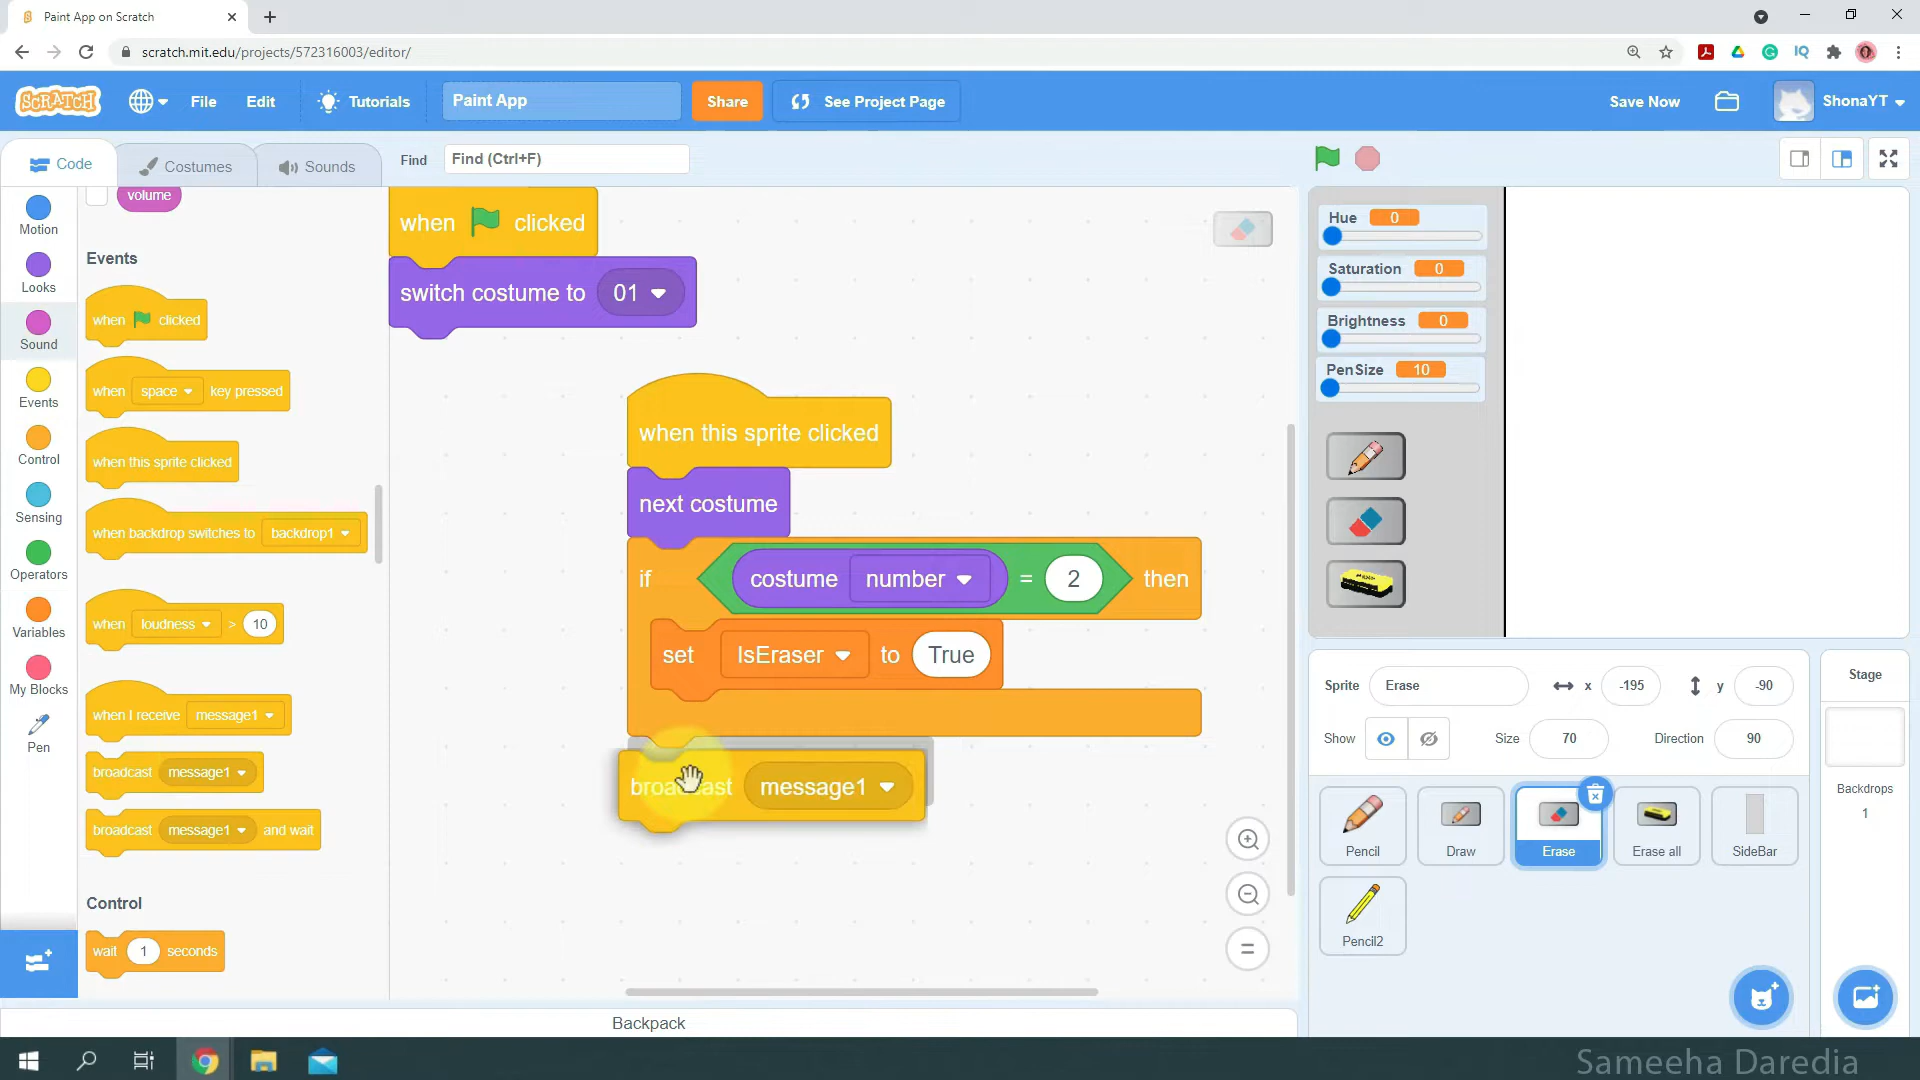 Paint App on Scratch
scratch.mit.edu/projects/572316003/editor/
SCRATCH
File
Edit
Tutorials
Paint App
Share
See Project Page
Save Now
ShonaYT
Code
Costumes
Sounds
Find
Find (Ctrl+F)
Motion
Looks
Sound
Events
Control
Sensing
Operators
Variables
My Blocks
Pen
volume
Events
when clicked
when space key pressed
when this sprite clicked
when backdrop switches to backdrop1
when loudness > 10
when I receive message1
broadcast message1
broadcast message1 and wait
Control
wait 1 seconds
when clicked
switch costume to 01
when this sprite clicked
next costume
if costume number = 2 then
set IsEraser to True
broadcast message1
Backpack
Hue 0
Saturation 0
Brightness 0
PenSize 10
Sprite Erase x -195 y -90
Show Size 70 Direction 90
Pencil
Draw
Erase
Erase all
SideBar
Pencil2
Stage
Backdrops
1
Sameeha Daredia